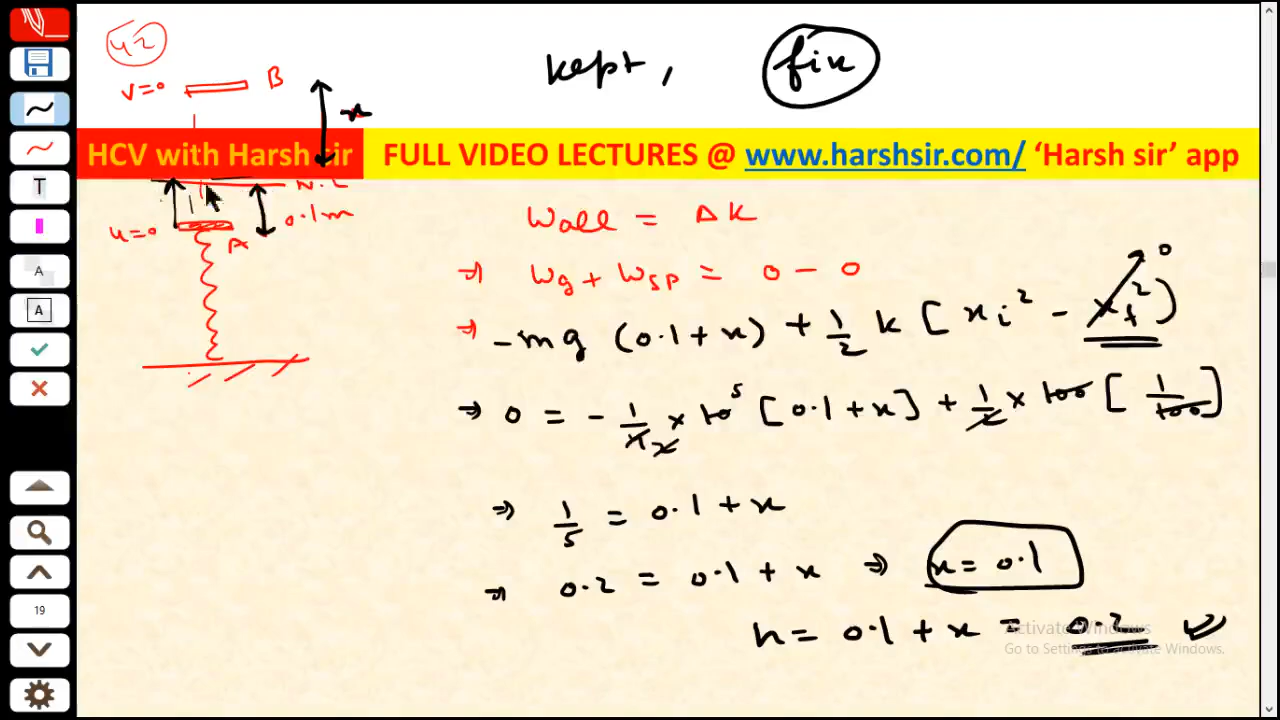 42
kept, fix
v=0 B
x
HCV with Harsh sir FULL VIDEO LECTURES @ www.harshsir.com/ ‘Harsh sir’ app
N.L
0.1m
u=0 A
Wall = ΔK
⇒ Wg + Wsp = 0 - 0
⇒ -mg (0.1+x) + 1/2 k [xi² - xf²) 0
⇒ 0 = - 1/4 x 10 5 [0.1+x] + 1/2 x 100 [1/100]
⇒ 1/5 = 0.1 + x
⇒ 0.2 = 0.1 + x ⇒ x = 0.1
h = 0.1 + x = 0.2
Activate Windows
Go to Settings to activate Windows.
T
A
A
19